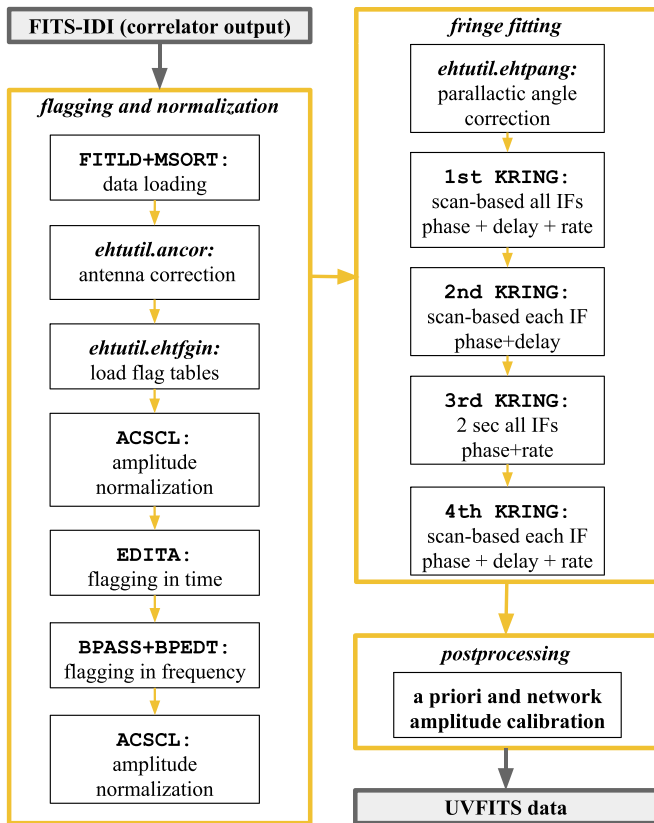 FITS-IDI (correlator output)
flagging and normalization
FITLD+MSORT:
data loading
ehtutil.ancor:
antenna correction
ehtutil.ehtfgin:
load flag tables
ACSCL:
amplitude
normalization
EDITA:
flagging in time
BPASS+BPEDT:
flagging in frequency
ACSCL:
amplitude
normalization
fringe fitting
ehtutil.ehtpang:
parallactic angle
correction
1st KRING:
scan-based all IFs
phase + delay + rate
2nd KRING:
scan-based each IF
phase+delay
3rd KRING:
2 sec all IFs
phase+rate
4th KRING:
scan-based each IF
phase + delay + rate
postprocessing
a priori and network
amplitude calibration
UVFITS data